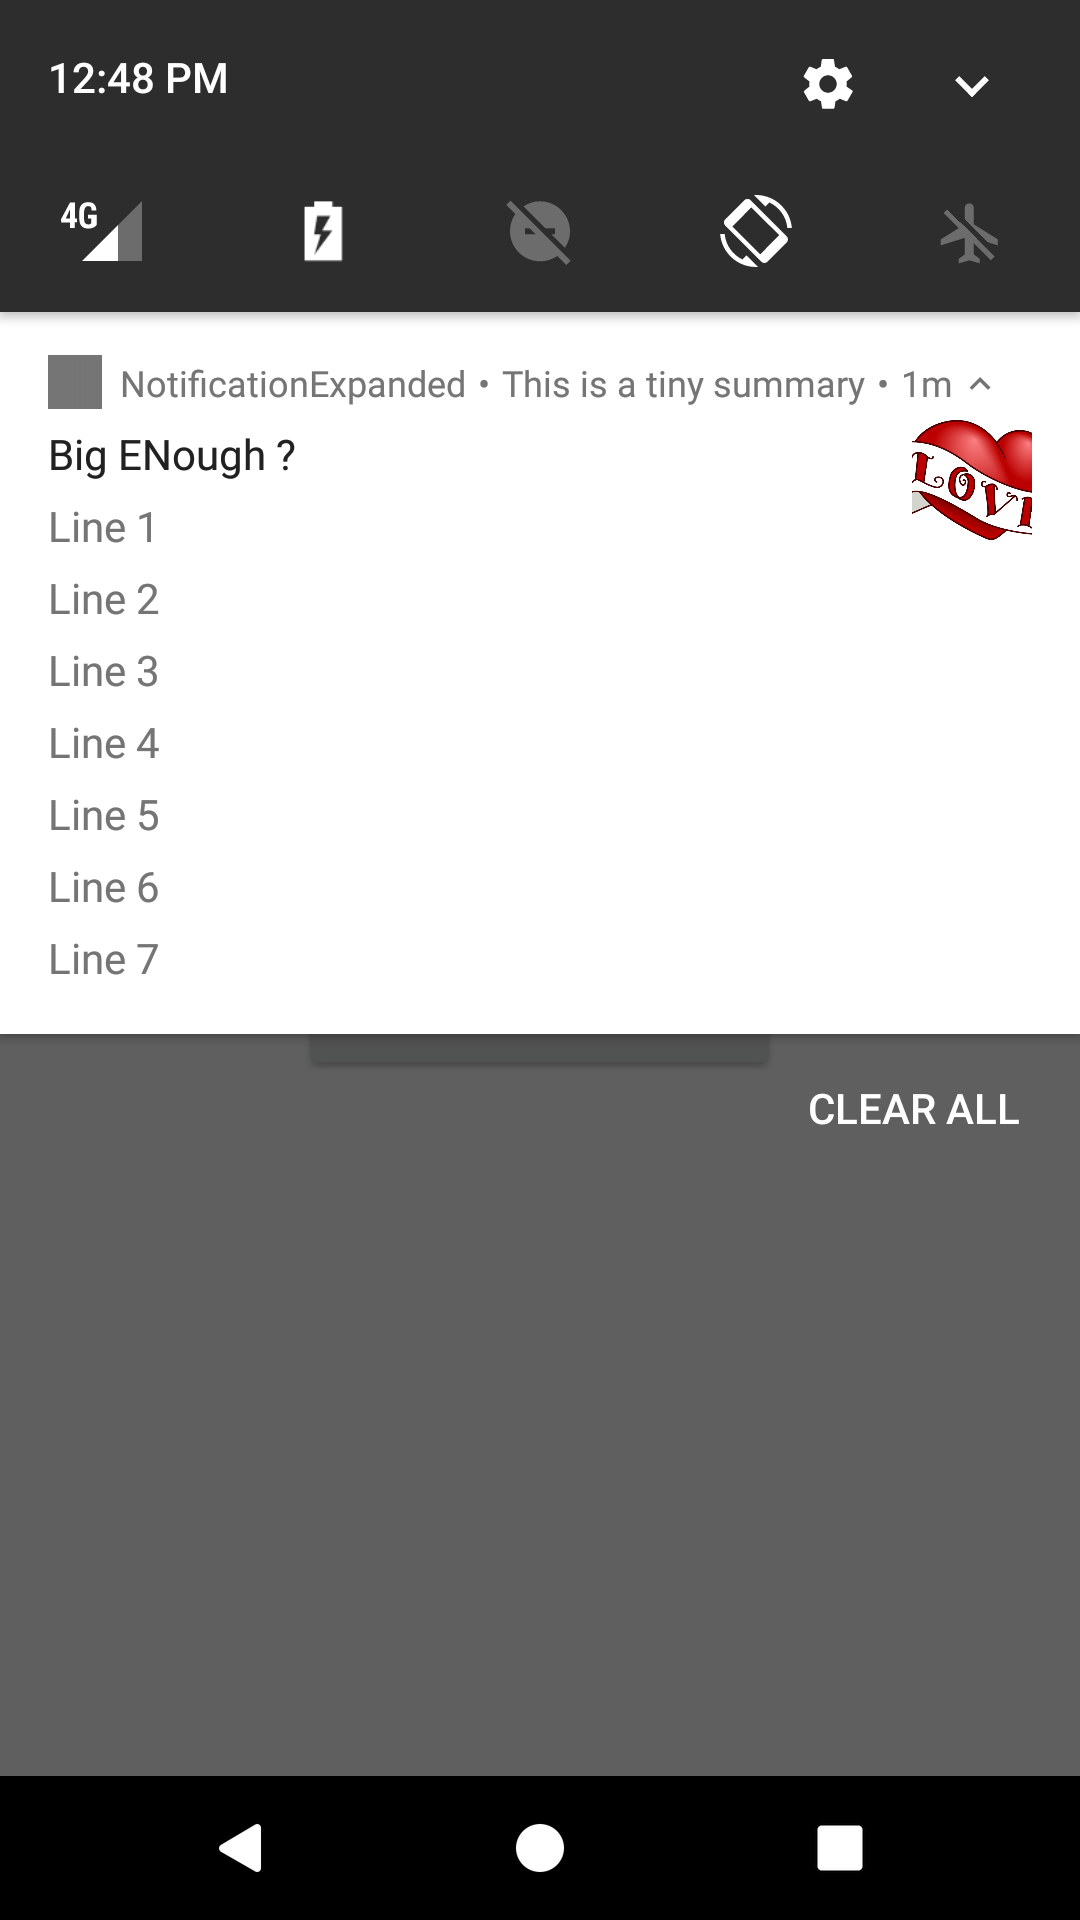 12:48 PM
4G
NotificationExpanded • This is a tiny summary • 1m
Big ENough ?
LOVE
Line 1
Line 2
Line 3
Line 4
Line 5
Line 6
Line 7
CLEAR ALL